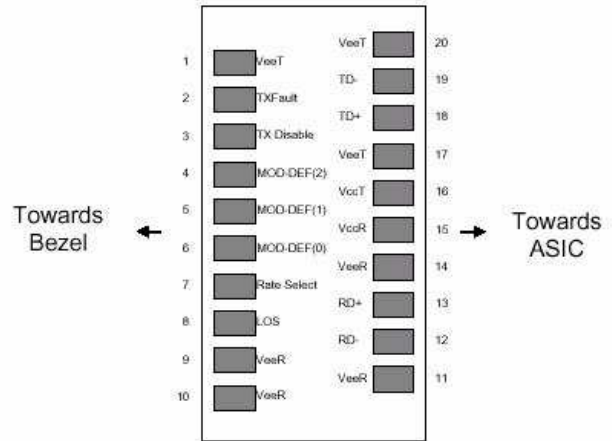 VeeT 20
1 VeeT
TD- 19
2 TXFault
TD+ 18
3 TX Disable
VeeT 17
4 MOD-DEF(2)
VccT 16
5 MOD-DEF(1)
Towards
Bezel
VccR 15
Towards
ASIC
6 MOD-DEF(0)
VeeR 14
7 Rate Select
RD+ 13
8 LOS
RD- 12
9 VeeR
VeeR 11
10 VeeR